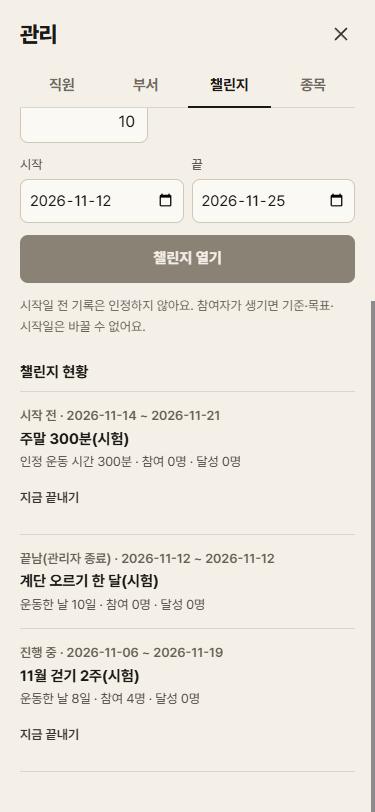 관리
직원 부서 챌린지 종목
10
시작 끝
2026-11-12 2026-11-25
챌린지 열기
시작일 전 기록은 인정하지 않아요. 참여자가 생기면 기준·목표·
시작일은 바꿀 수 없어요.
챌린지 현황
시작 전 · 2026-11-14 ~ 2026-11-21
주말 300분(시험)
인정 운동 시간 300분 · 참여 0명 · 달성 0명
지금 끝내기
끝남(관리자 종료) · 2026-11-12 ~ 2026-11-12
계단 오르기 한 달(시험)
운동한 날 10일 · 참여 0명 · 달성 0명
진행 중 · 2026-11-06 ~ 2026-11-19
11월 걷기 2주(시험)
운동한 날 8일 · 참여 4명 · 달성 0명
지금 끝내기